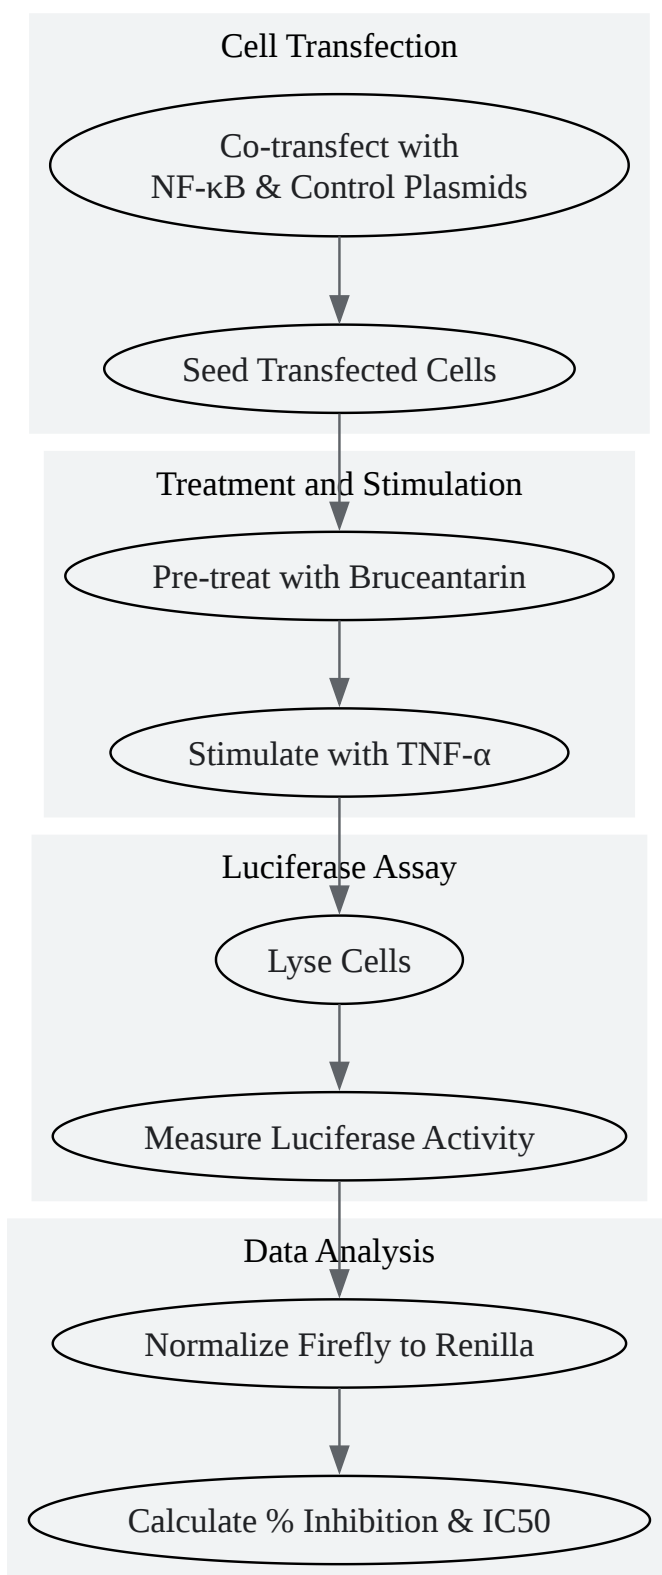 Cell Transfection
Co-transfect with
NF-κB & Control Plasmids
Seed Transfected Cells
Treatment and Stimulation
Pre-treat with Bruceantarin
Stimulate with TNF-α
Luciferase Assay
Lyse Cells
Measure Luciferase Activity
Data Analysis
Normalize Firefly to Renilla
Calculate % Inhibition & IC50